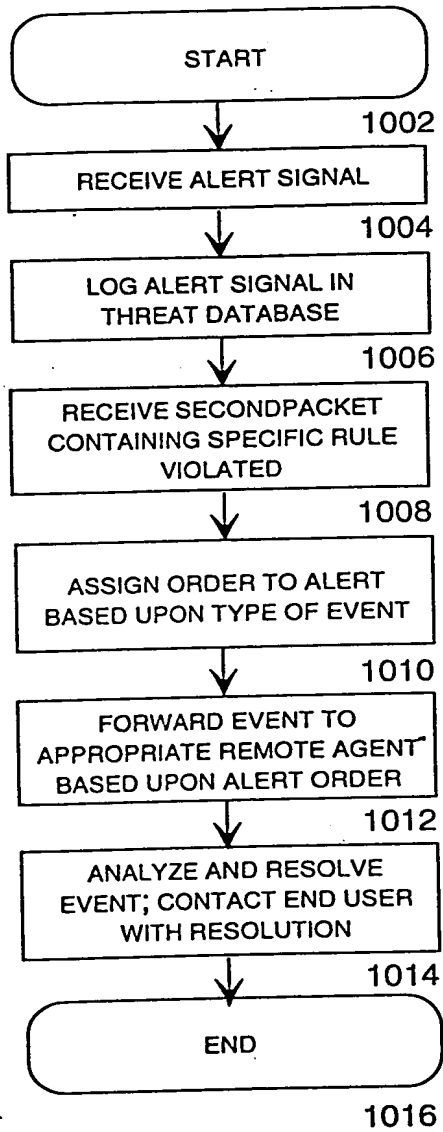 START
1002
RECEIVE ALERT SIGNAL
1004
LOG ALERT SIGNAL IN
THREAT DATABASE
1006
RECEIVE SECONDPACKET
CONTAINING SPECIFIC RULE
VIOLATED
1008
ASSIGN ORDER TO ALERT
BASED UPON TYPE OF EVENT
1010
FORWARD EVENT TO
APPROPRIATE REMOTE AGENT
BASED UPON ALERT ORDER
1012
ANALYZE AND RESOLVE
EVENT; CONTACT END USER
WITH RESOLUTION
1014
END
1016